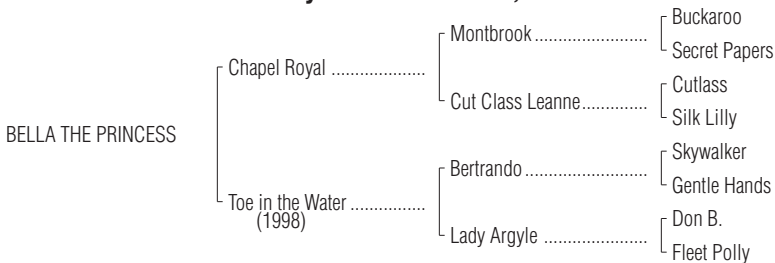 Buckaroo
Montbrook
Secret Papers
Chapel Royal
Cutlass
Cut Class Leanne
Silk Lilly
BELLA THE PRINCESS
Skywalker
Bertrando
Gentle Hands
Toe in the Water
(1998)
Don B.
Lady Argyle
Fleet Polly